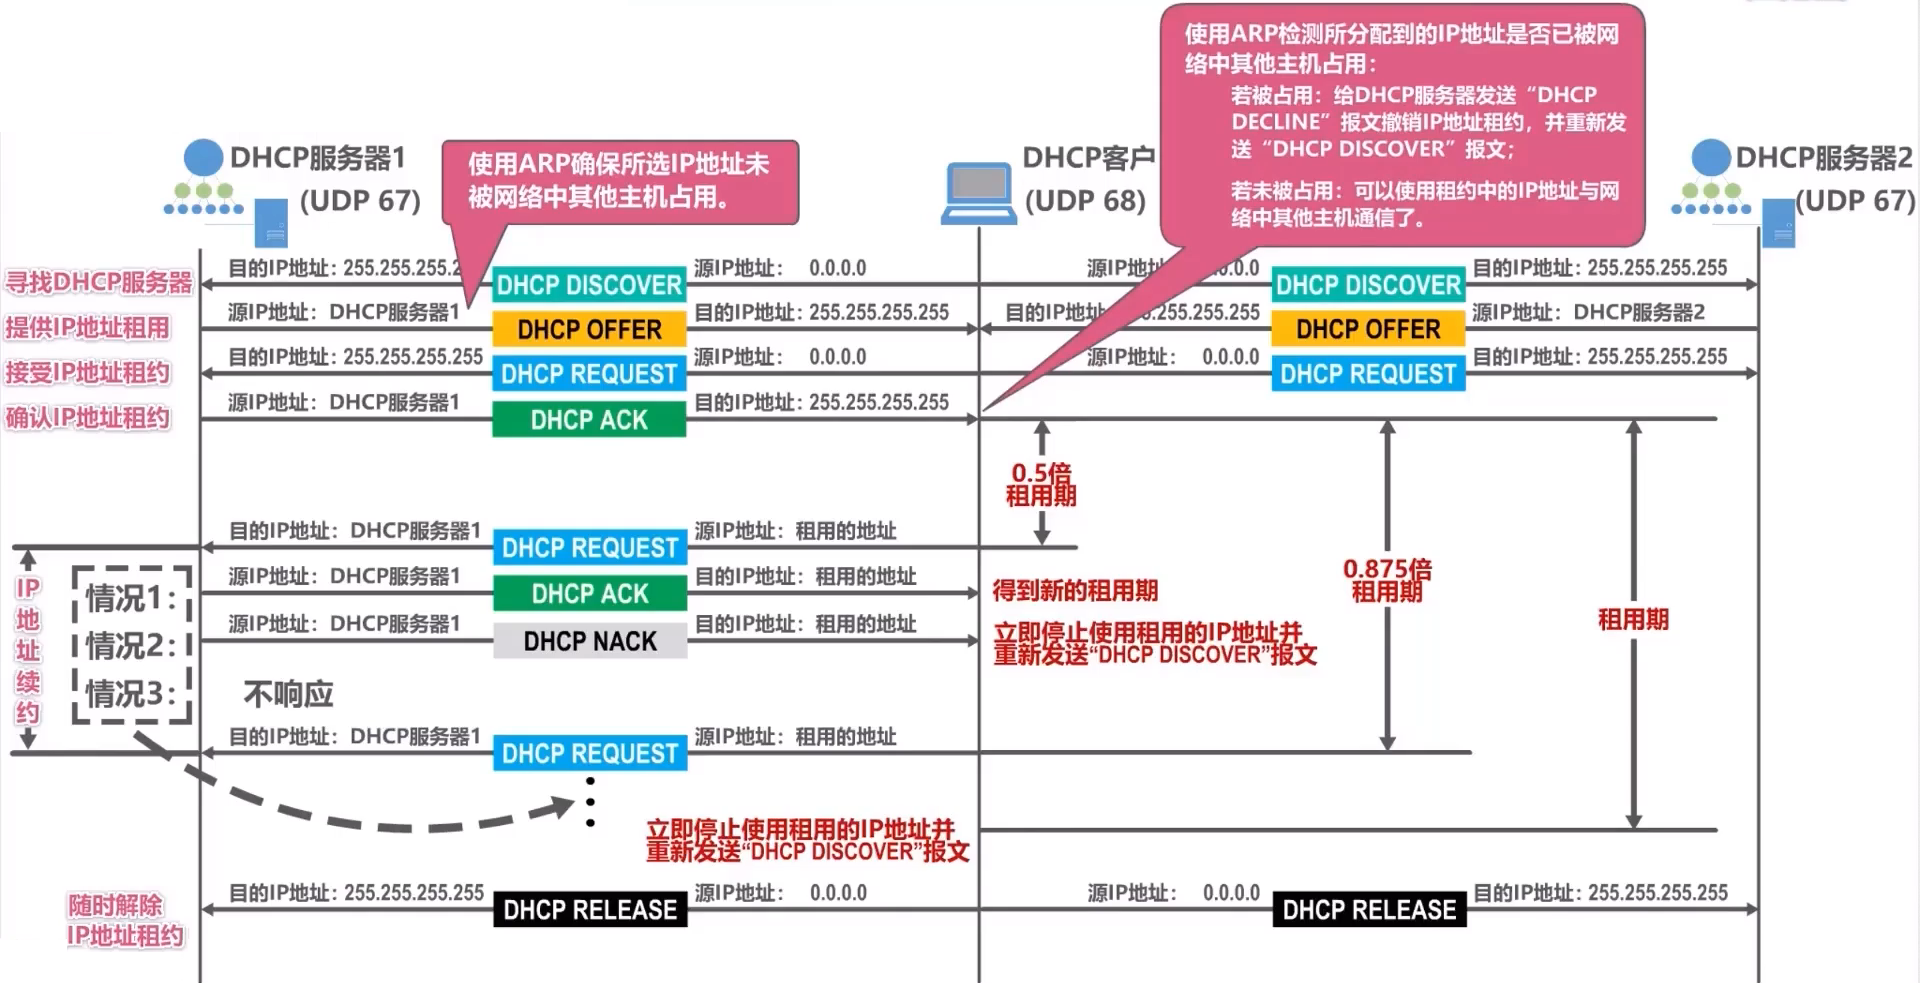 使用ARP检测所分配到的IP地址是否已被网
络中其他主机占用：
若被占用：给DHCP服务器发送“DHCP
DECLINE”报文撤销IP地址租约，并重新发
送“DHCP DISCOVER”报文；
若未被占用：可以使用租约中的IP地址与网
络中其他主机通信了。
DHCP服务器1
(UDP 67)
使用ARP确保所选IP地址未
被网络中其他主机占用。
DHCP客户
(UDP 68)
DHCP服务器2
(UDP 67)
寻找DHCP服务器
目的IP地址：255.255.255.2
DHCP DISCOVER
源IP地址： 0.0.0.0
源IP地
.0.0
DHCP DISCOVER
目的IP地址：255.255.255.255
提供IP地址租用
源IP地址：DHCP服务器1
DHCP OFFER
目的IP地址：255.255.255.255
目的IP地
.255.255.255
DHCP OFFER
源IP地址：DHCP服务器2
接受IP地址租约
目的IP地址：255.255.255.255
DHCP REQUEST
源IP地址： 0.0.0.0
源IP地址： 0.0.0.0
DHCP REQUEST
目的IP地址：255.255.255.255
确认IP地址租约
源IP地址：DHCP服务器1
DHCP ACK
目的IP地址：255.255.255.255
0.5倍
租用期
0.875倍
租用期
租用期
IP地址续约
目的IP地址：DHCP服务器1
DHCP REQUEST
源IP地址：租用的地址
情况1：
源IP地址：DHCP服务器1
DHCP ACK
目的IP地址：租用的地址
得到新的租用期
情况2：
源IP地址：DHCP服务器1
DHCP NACK
目的IP地址：租用的地址
立即停止使用租用的IP地址并
重新发送“DHCP DISCOVER”报文
情况3：
不响应
目的IP地址：DHCP服务器1
DHCP REQUEST
源IP地址：租用的地址
立即停止使用租用的IP地址并
重新发送“DHCP DISCOVER”报文
随时解除
IP地址租约
目的IP地址：255.255.255.255
DHCP RELEASE
源IP地址： 0.0.0.0
源IP地址： 0.0.0.0
DHCP RELEASE
目的IP地址：255.255.255.255